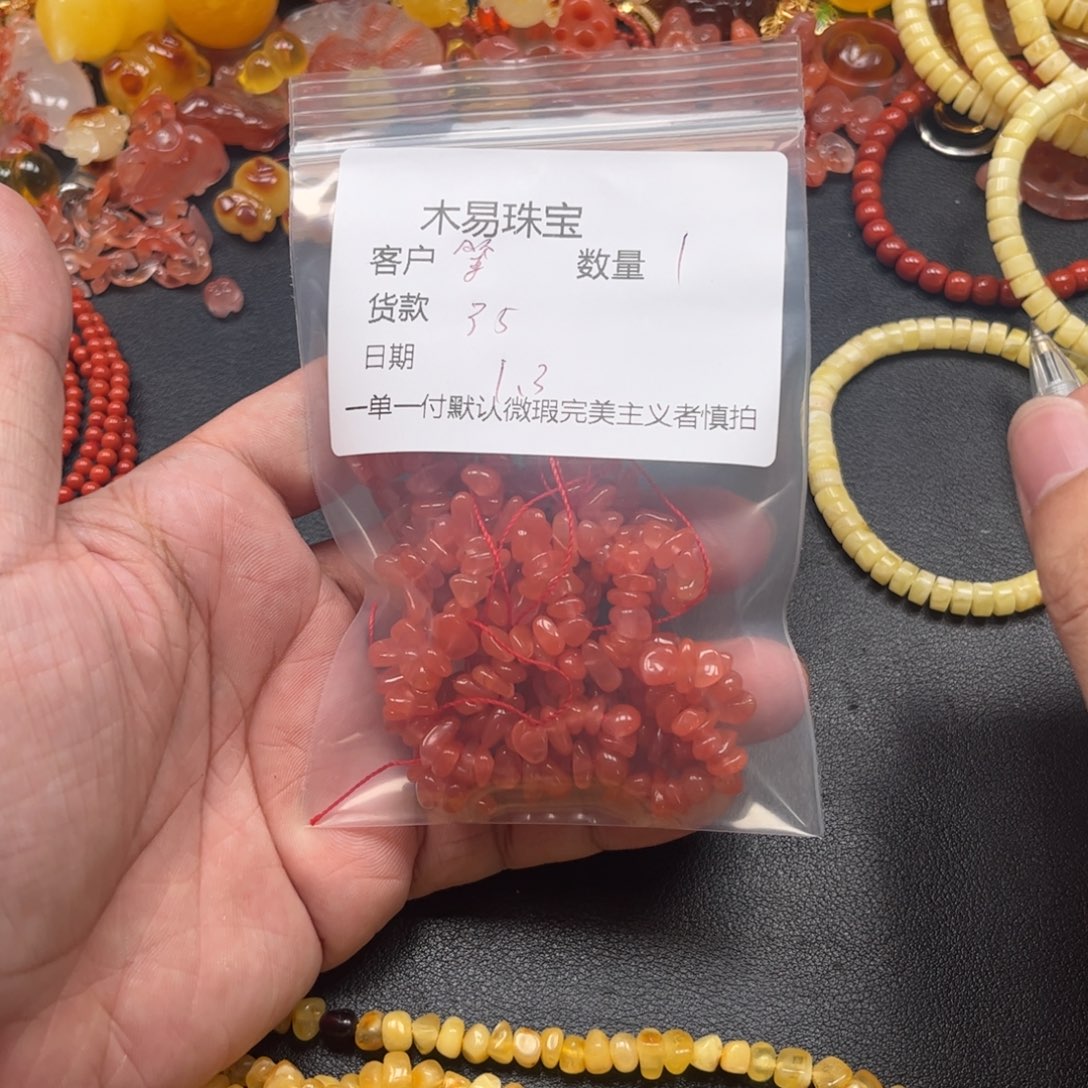 木易珠宝
客户 数量 1
货款 35
日期 1.3
一单一付默认微瑕完美主义者慎拍